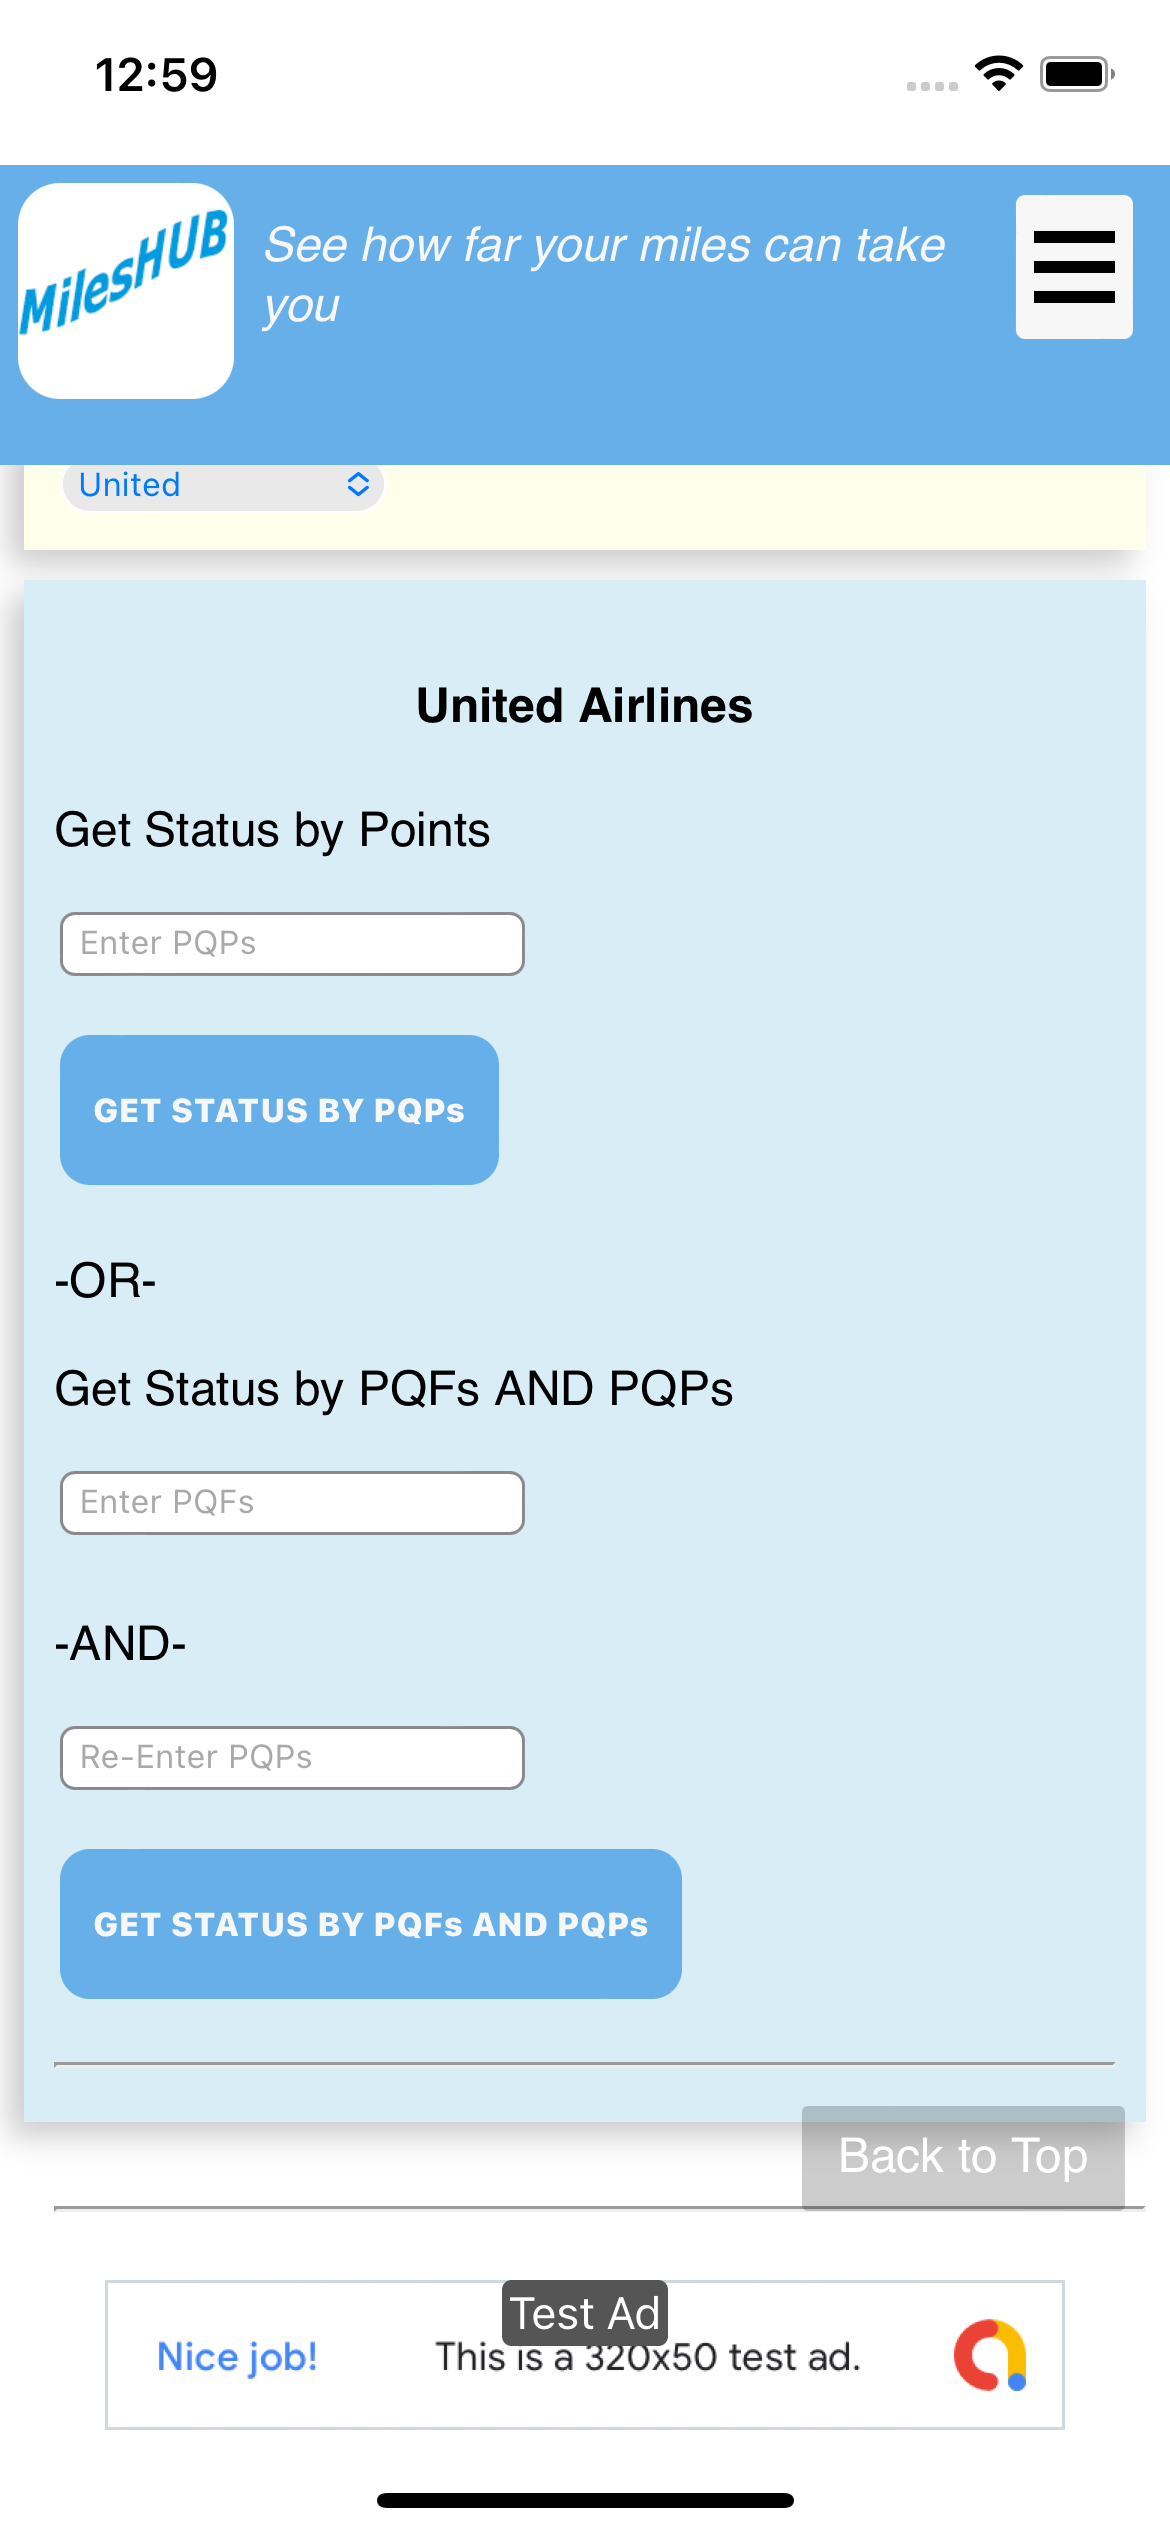 12:59
MilesHUB
See how far your miles can take
you
United
United Airlines
Get Status by Points
Enter PQPs
GET STATUS BY PQPs
-OR-
Get Status by PQFs AND PQPs
Enter PQFs
-AND-
Re-Enter PQPs
GET STATUS BY PQFs AND PQPs
Back to Top
Test Ad
Nice job!
This is a 320x50 test ad.